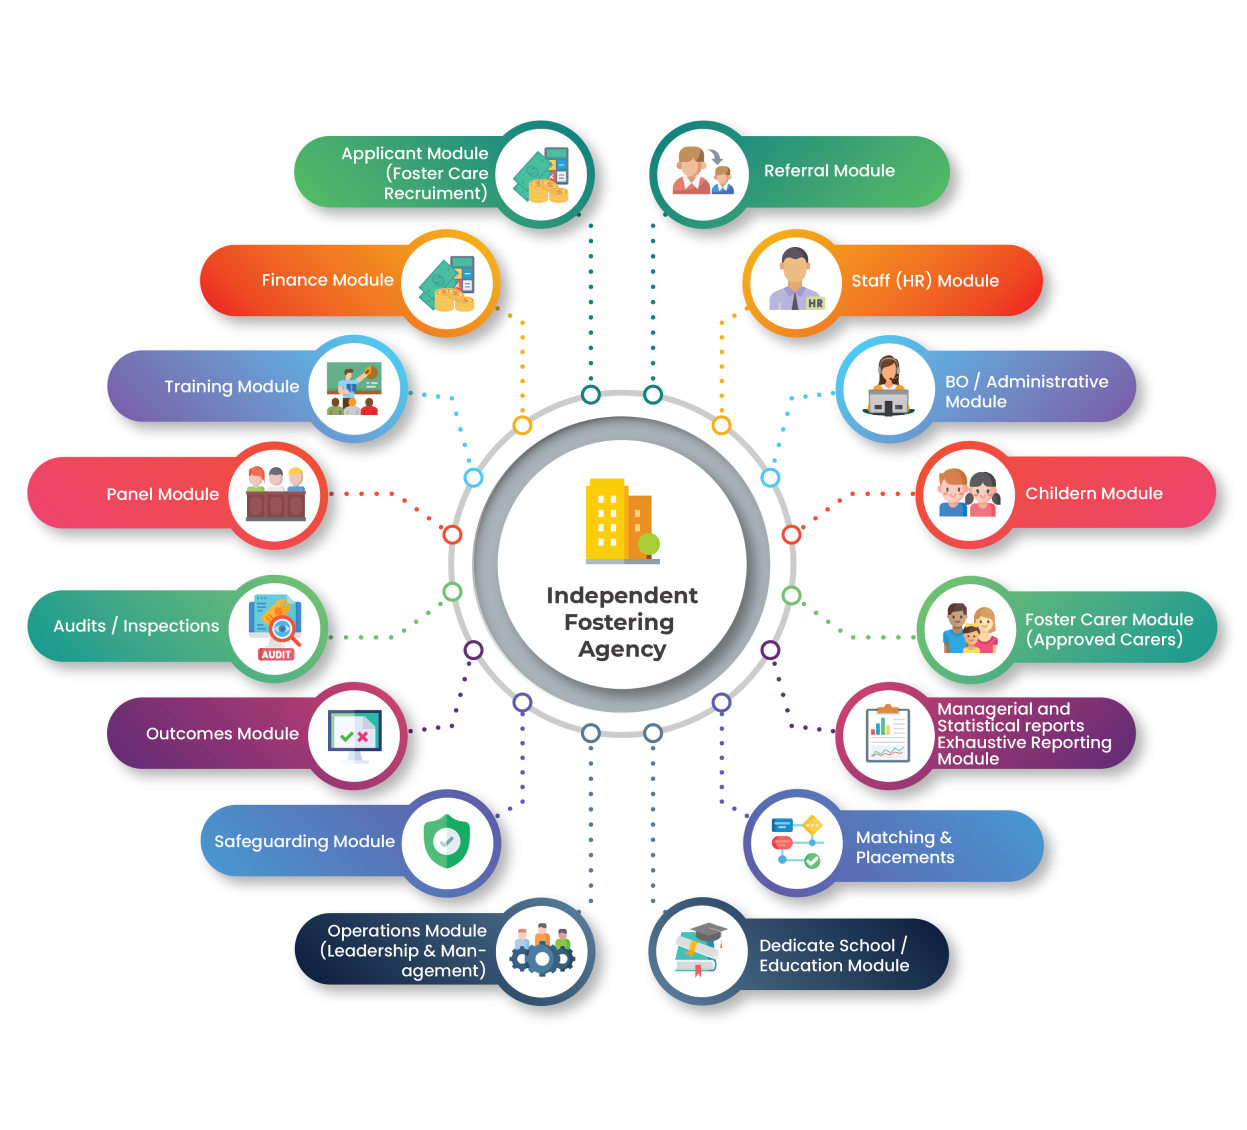 Applicant Module
(Foster Care
Recruiment)
Finance Module
Training Module
Panel Module
Audits / Inspections
AUDIT
Outcomes Module
Safeguarding Module
Operations Module
(Leadership & Man-
agement)
Independent
Fostering
Agency
Referral Module
Staff (HR) Module
HR
BO / Administrative
Module
Childern Module
Foster Carer Module
(Approved Carers)
Managerial and
Statistical reports
Exhaustive Reporting
Module
Matching &
Placements
Dedicate School /
Education Module